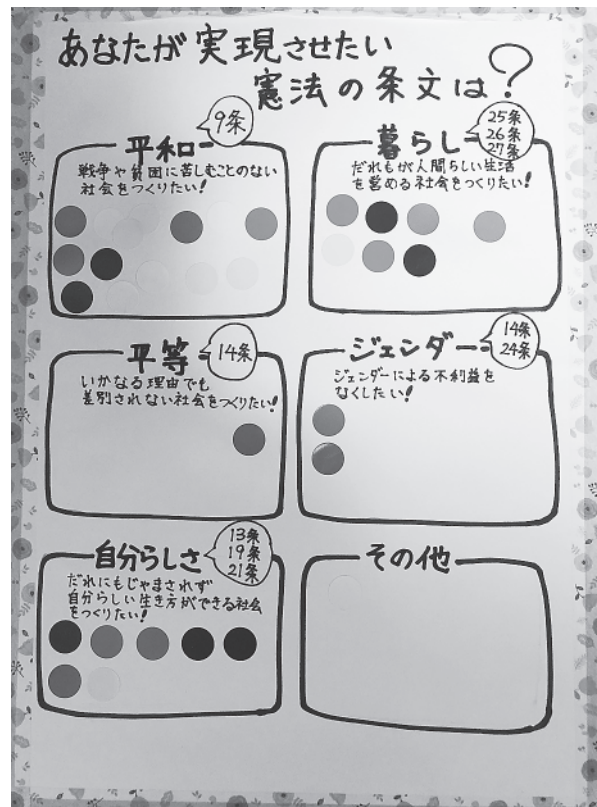 あなたが実現させたい
憲法の条文は?
平和
9条
戦争や貧困に苦しむことのない
社会をつくりたい!
暮らし
25条
26条
27条
だれもが人間らしい生活
を営める社会をつくりたい!
平等
14条
いかなる理由でも
差別されない社会をつくりたい!
ジェンダー
14条
24条
ジェンダーによる不利益を
なくしたい!
自分らしさ
13条
19条
21条
だれにもじゃまされず
自分らしい生き方ができる社会
をつくりたい!
その他